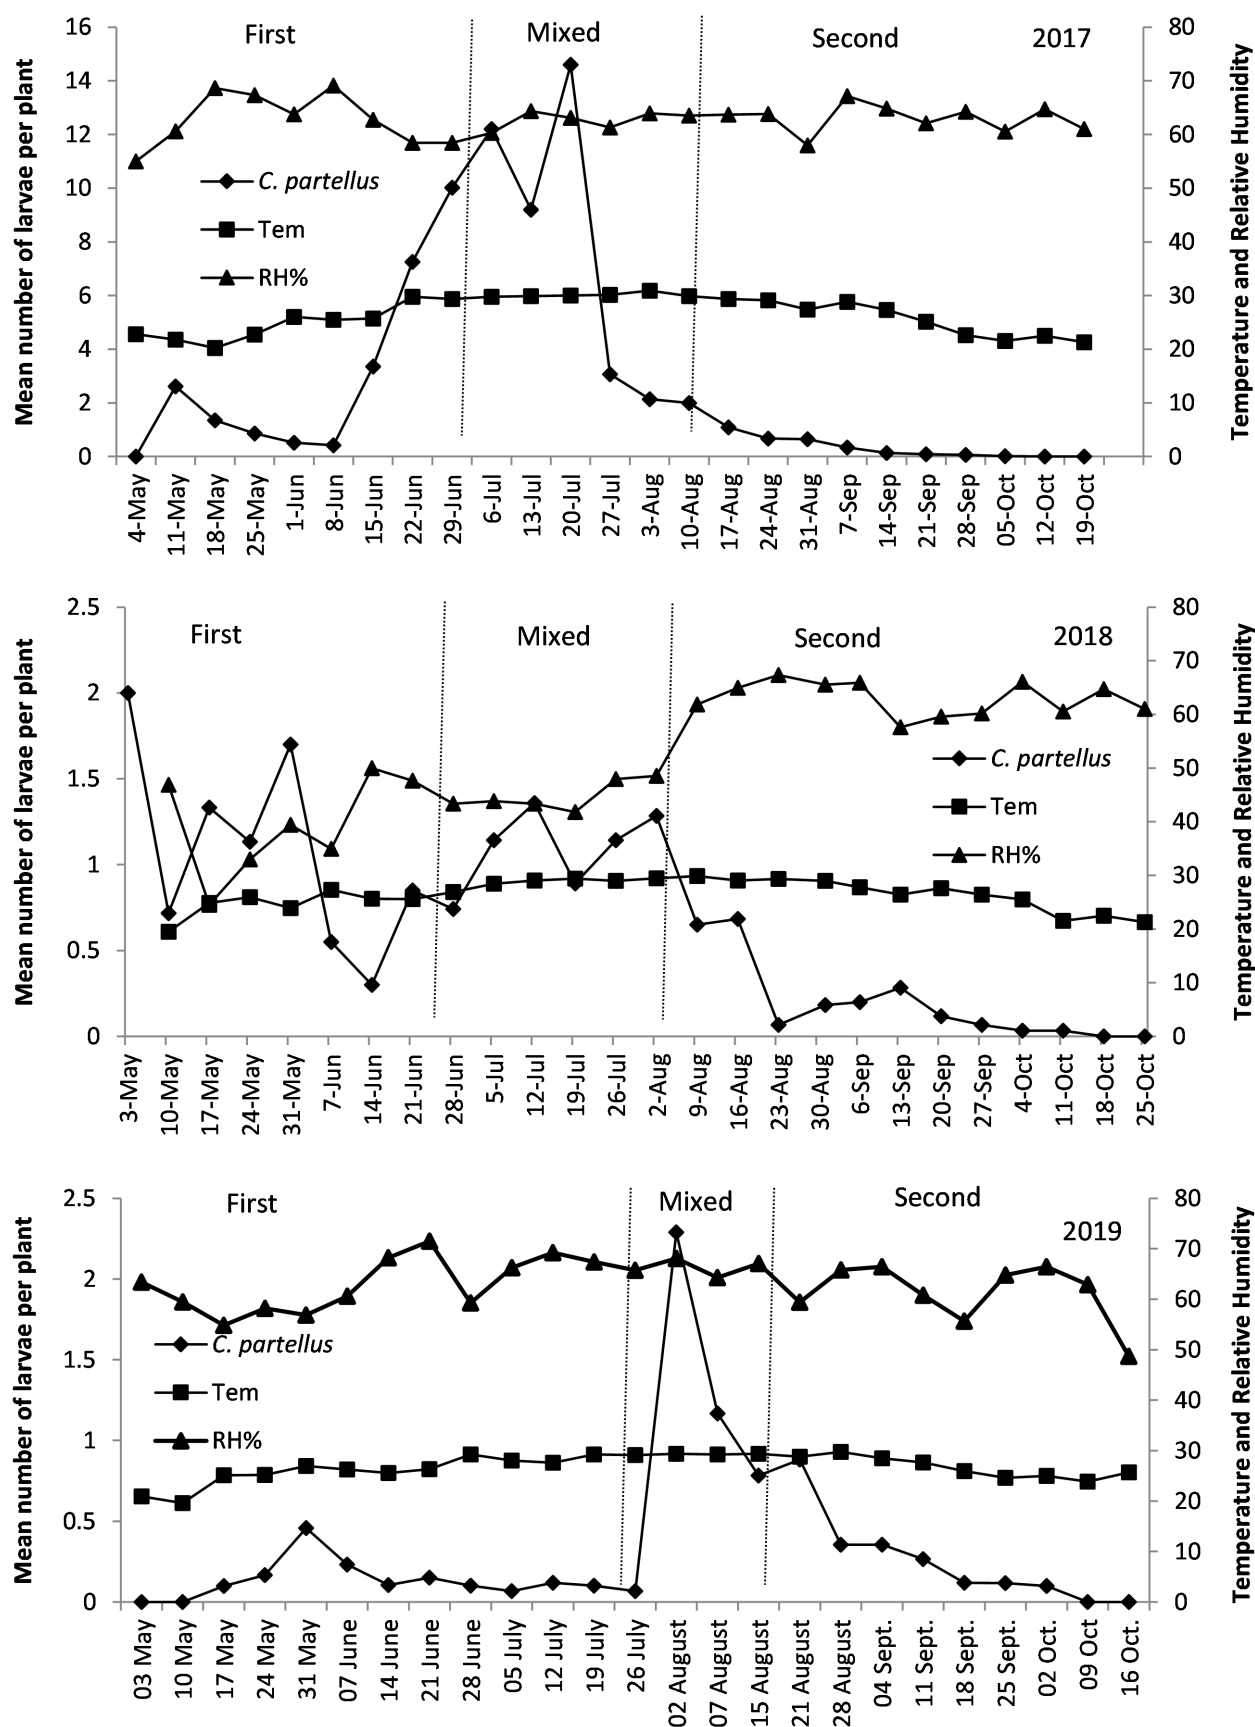 First Mixed Second 2017
Mean number of larvae per plant
16
14
12
10
8
6
4
2
0
C. partellus
Tem
RH%
80
70
60
50
40
30
20
10
0
Temperature and Relative Humidity
4-May 11-May 18-May 25-May 1-Jun 8-Jun 15-Jun 22-Jun 29-Jun 6-Jul 13-Jul 20-Jul 27-Jul 3-Aug 10-Aug 17-Aug 24-Aug 31-Aug 7-Sep 14-Sep 21-Sep 28-Sep 05-Oct 12-Oct 19-Oct
First Mixed Second 2018
Mean number of larvae per plant
2.5
2
1.5
1
0.5
0
C. partellus
Tem
RH%
80
70
60
50
40
30
20
10
0
Temperature and Relative Humidity
3-May 10-May 17-May 24-May 31-May 7-Jun 14-Jun 21-Jun 28-Jun 5-Jul 12-Jul 19-Jul 26-Jul 2-Aug 9-Aug 16-Aug 23-Aug 30-Aug 6-Sep 13-Sep 20-Sep 27-Sep 4-Oct 11-Oct 18-Oct 25-Oct
First Mixed Second 2019
Mean number of larvae per plant
2.5
2
1.5
1
0.5
0
C. partellus
Tem
RH%
80
70
60
50
40
30
20
10
0
Temperature and Relative Humidity
03 May 10 May 17 May 24 May 31 May 07 June 14 June 21 June 28 June 05 July 12 July 19 July 26 July 02 August 07 August 15 August 21 August 28 August 04 Sept. 11 Sept. 18 Sept. 25 Sept. 02 Oct. 09 Oct 16 Oct.